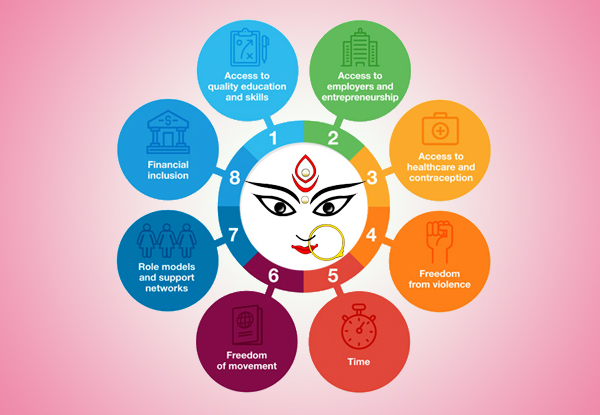 Access to
quality education
and skills
1
Access to
employers and
entrepreneurship
2
Access to
healthcare and
contraception
3
Freedom
from violence
4
Time
5
Freedom
of movement
6
Role models
and support
networks
7
$
Financial
inclusion
8